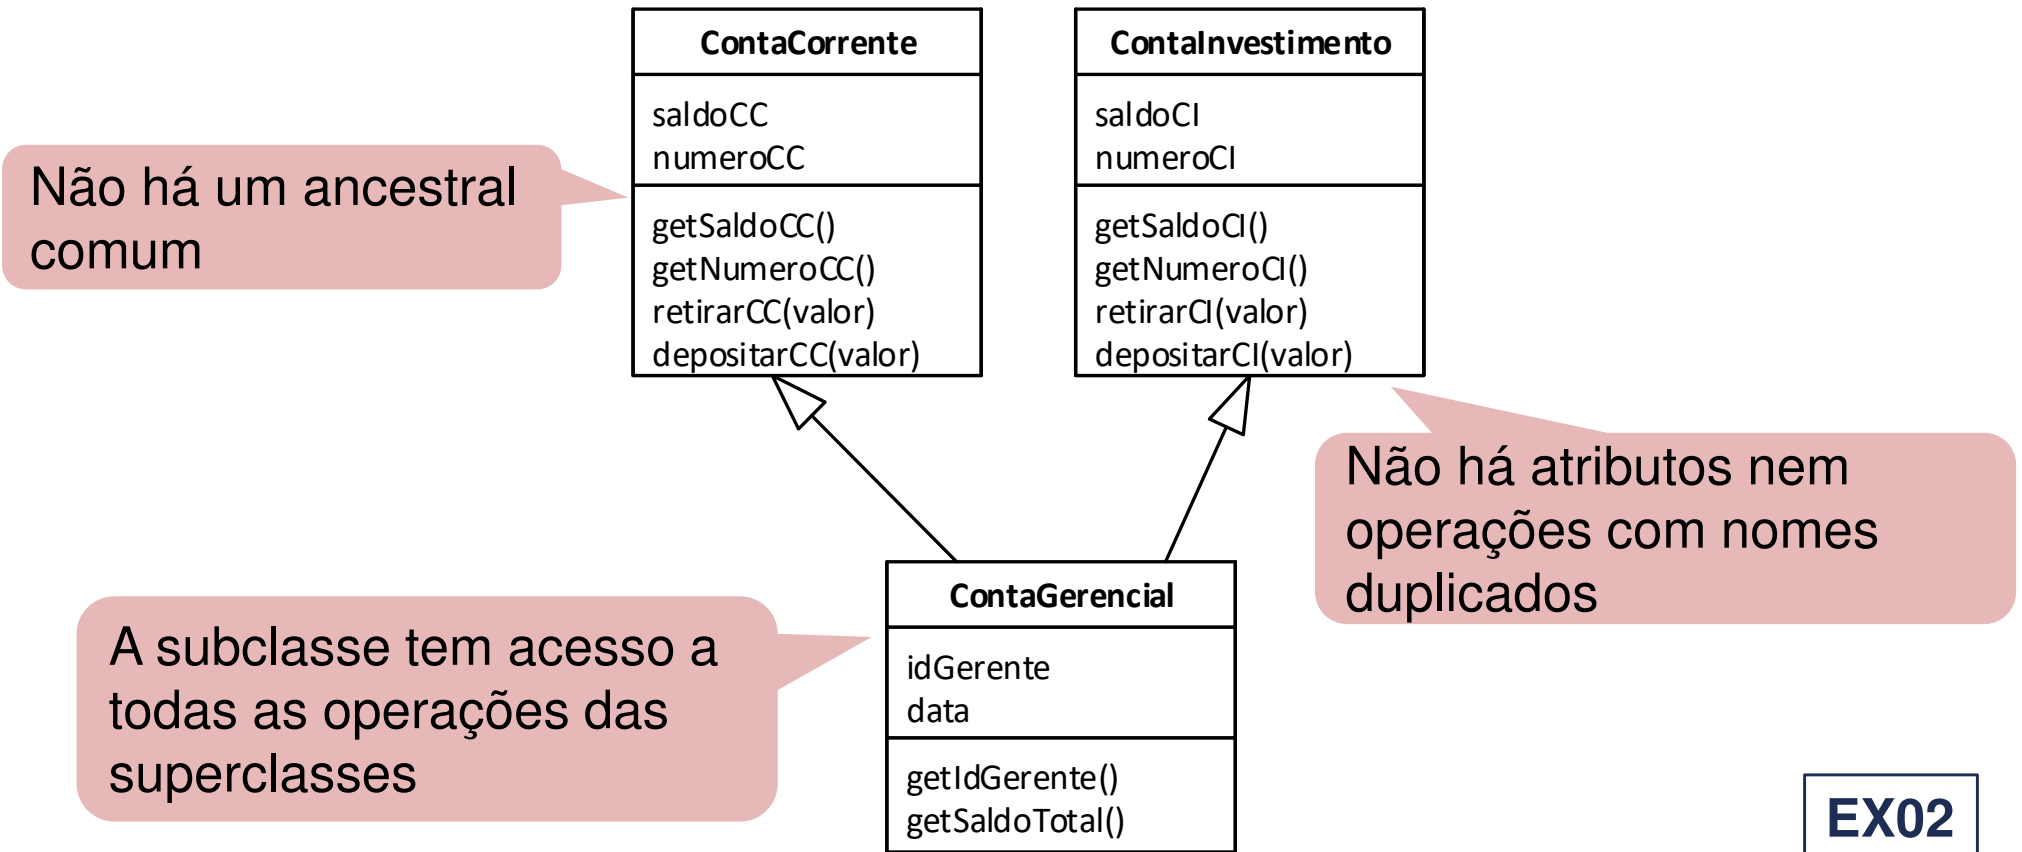 ContaCorrente
saldoCC
numeroCC
getSaldoCC()
getNumeroCC()
retirarCC(valor)
depositarCC(valor)
ContaInvestimento
saldoCI
numeroCI
getSaldoCI()
getNumeroCI()
retirarCI(valor)
depositarCI(valor)
Não há um ancestral
comum
Não há atributos nem
operações com nomes
duplicados
A subclasse tem acesso a
todas as operações das
superclasses
ContaGerencial
idGerente
data
getIdGerente()
getSaldoTotal()
EX02